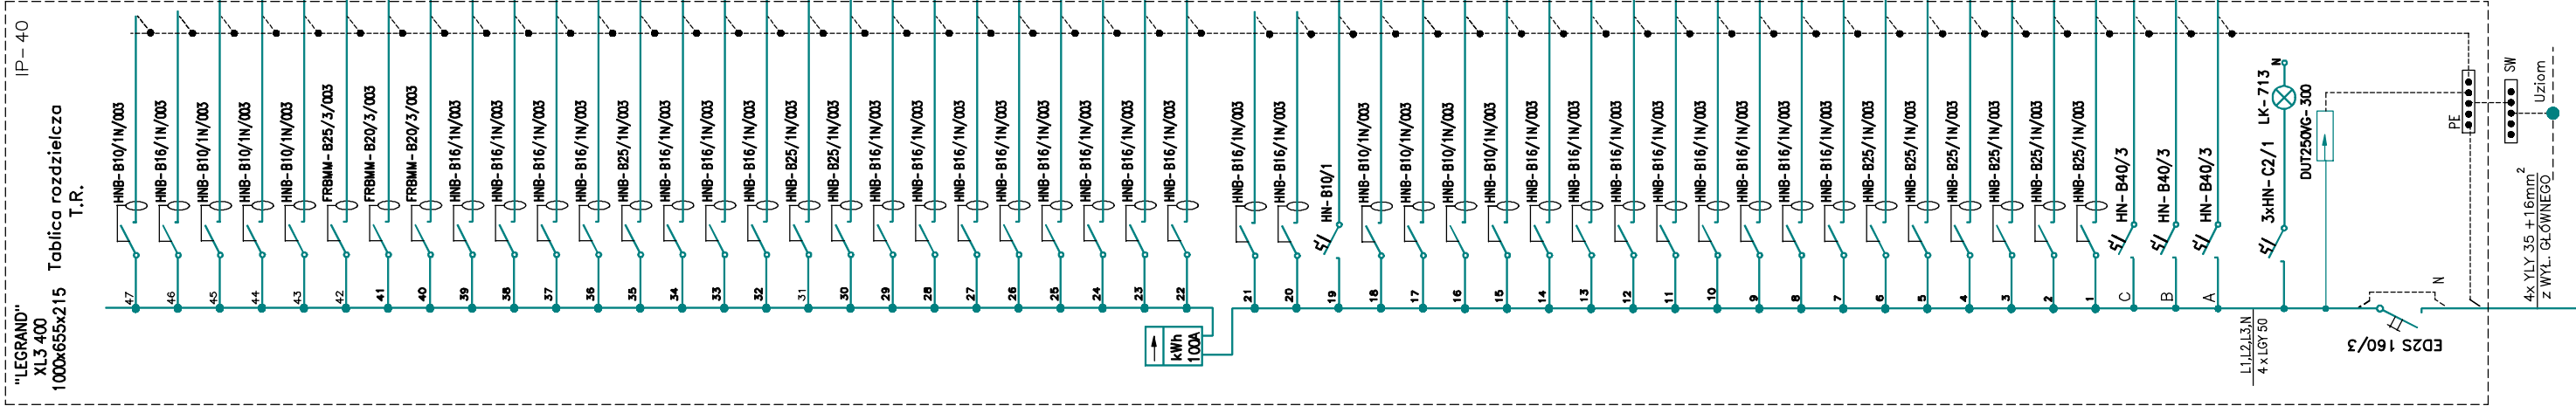 "LEGRAND"
XL3 400
1000x655x215
Tablica rozdzielcza
T.R.
IP-40
47 HNB-B10/1N/003
46 HNB-B16/1N/003
45 HNB-B10/1N/003
44 HNB-B10/1N/003
43 HNB-B10/1N/003
42 FRBMM-B25/3/003
41 FRBMM-B20/3/003
40 FRBMM-B20/3/003
39 HNB-B16/1N/003
38 HNB-B16/1N/003
37 HNB-B16/1N/003
36 HNB-B16/1N/003
35 HNB-B25/1N/003
34 HNB-B16/1N/003
33 HNB-B16/1N/003
32 HNB-B16/1N/003
31 HNB-B25/1N/003
30 HNB-B25/1N/003
29 HNB-B16/1N/003
28 HNB-B16/1N/003
27 HNB-B16/1N/003
26 HNB-B16/1N/003
25 HNB-B16/1N/003
24 HNB-B16/1N/003
23 HNB-B16/1N/003
22 HNB-B16/1N/003
kWh
100A
21 HNB-B16/1N/003
20 HNB-B16/1N/003
19 HN-B10/1
18 HNB-B10/1N/003
17 HNB-B10/1N/003
16 HNB-B16/1N/003
15 HNB-B10/1N/003
14 HNB-B16/1N/003
13 HNB-B16/1N/003
12 HNB-B16/1N/003
11 HNB-B16/1N/003
10 HNB-B16/1N/003
9 HNB-B16/1N/003
8 HNB-B16/1N/003
7 HNB-B25/1N/003
6 HNB-B16/1N/003
5 HNB-B25/1N/003
4 HNB-B25/1N/003
3 HNB-B25/1N/003
2 HNB-B16/1N/003
1 HNB-B25/1N/003
C HN-B40/3
B HN-B40/3
A HN-B40/3
L1,L2,L3,N
4xLGY 50
3xHN-C2/1 LK-713 N
DUT250VG-300
ED2S 160/3
N
PE
SW
Uziom
4x YLY 35+16mm²
z WYŁ. GŁÓWNEGO